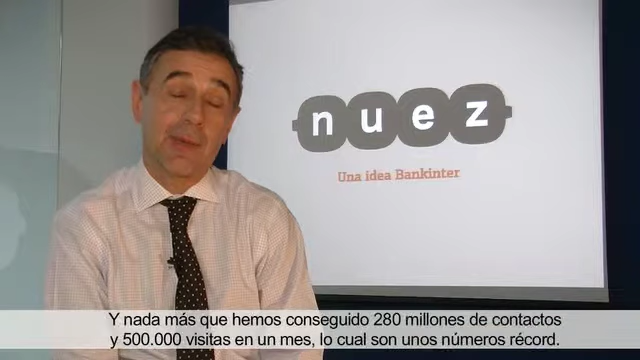 nuez
Una idea Bankinter
Y nada más que hemos conseguido 280 millones de contactos
y 500.000 visitas en un mes, lo cual son unos números récord.